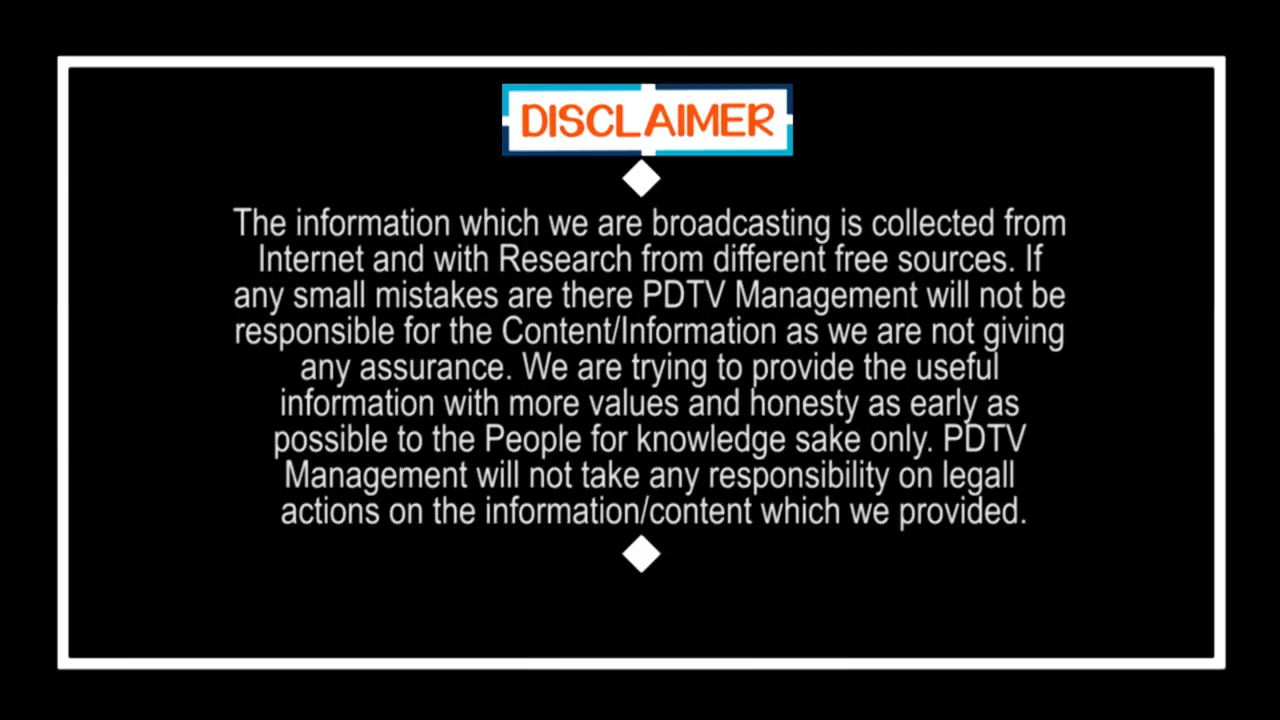 DISCLAIMER
The information which we are broadcasting is collected from
Internet and with Research from different free sources. If
any small mistakes are there PDTV Management will not be
responsible for the Content/Information as we are not giving
any assurance. We are trying to provide the useful
information with more values and honesty as early as
possible to the People for knowledge sake only. PDTV
Management will not take any responsibility on legall
actions on the information/content which we provided.